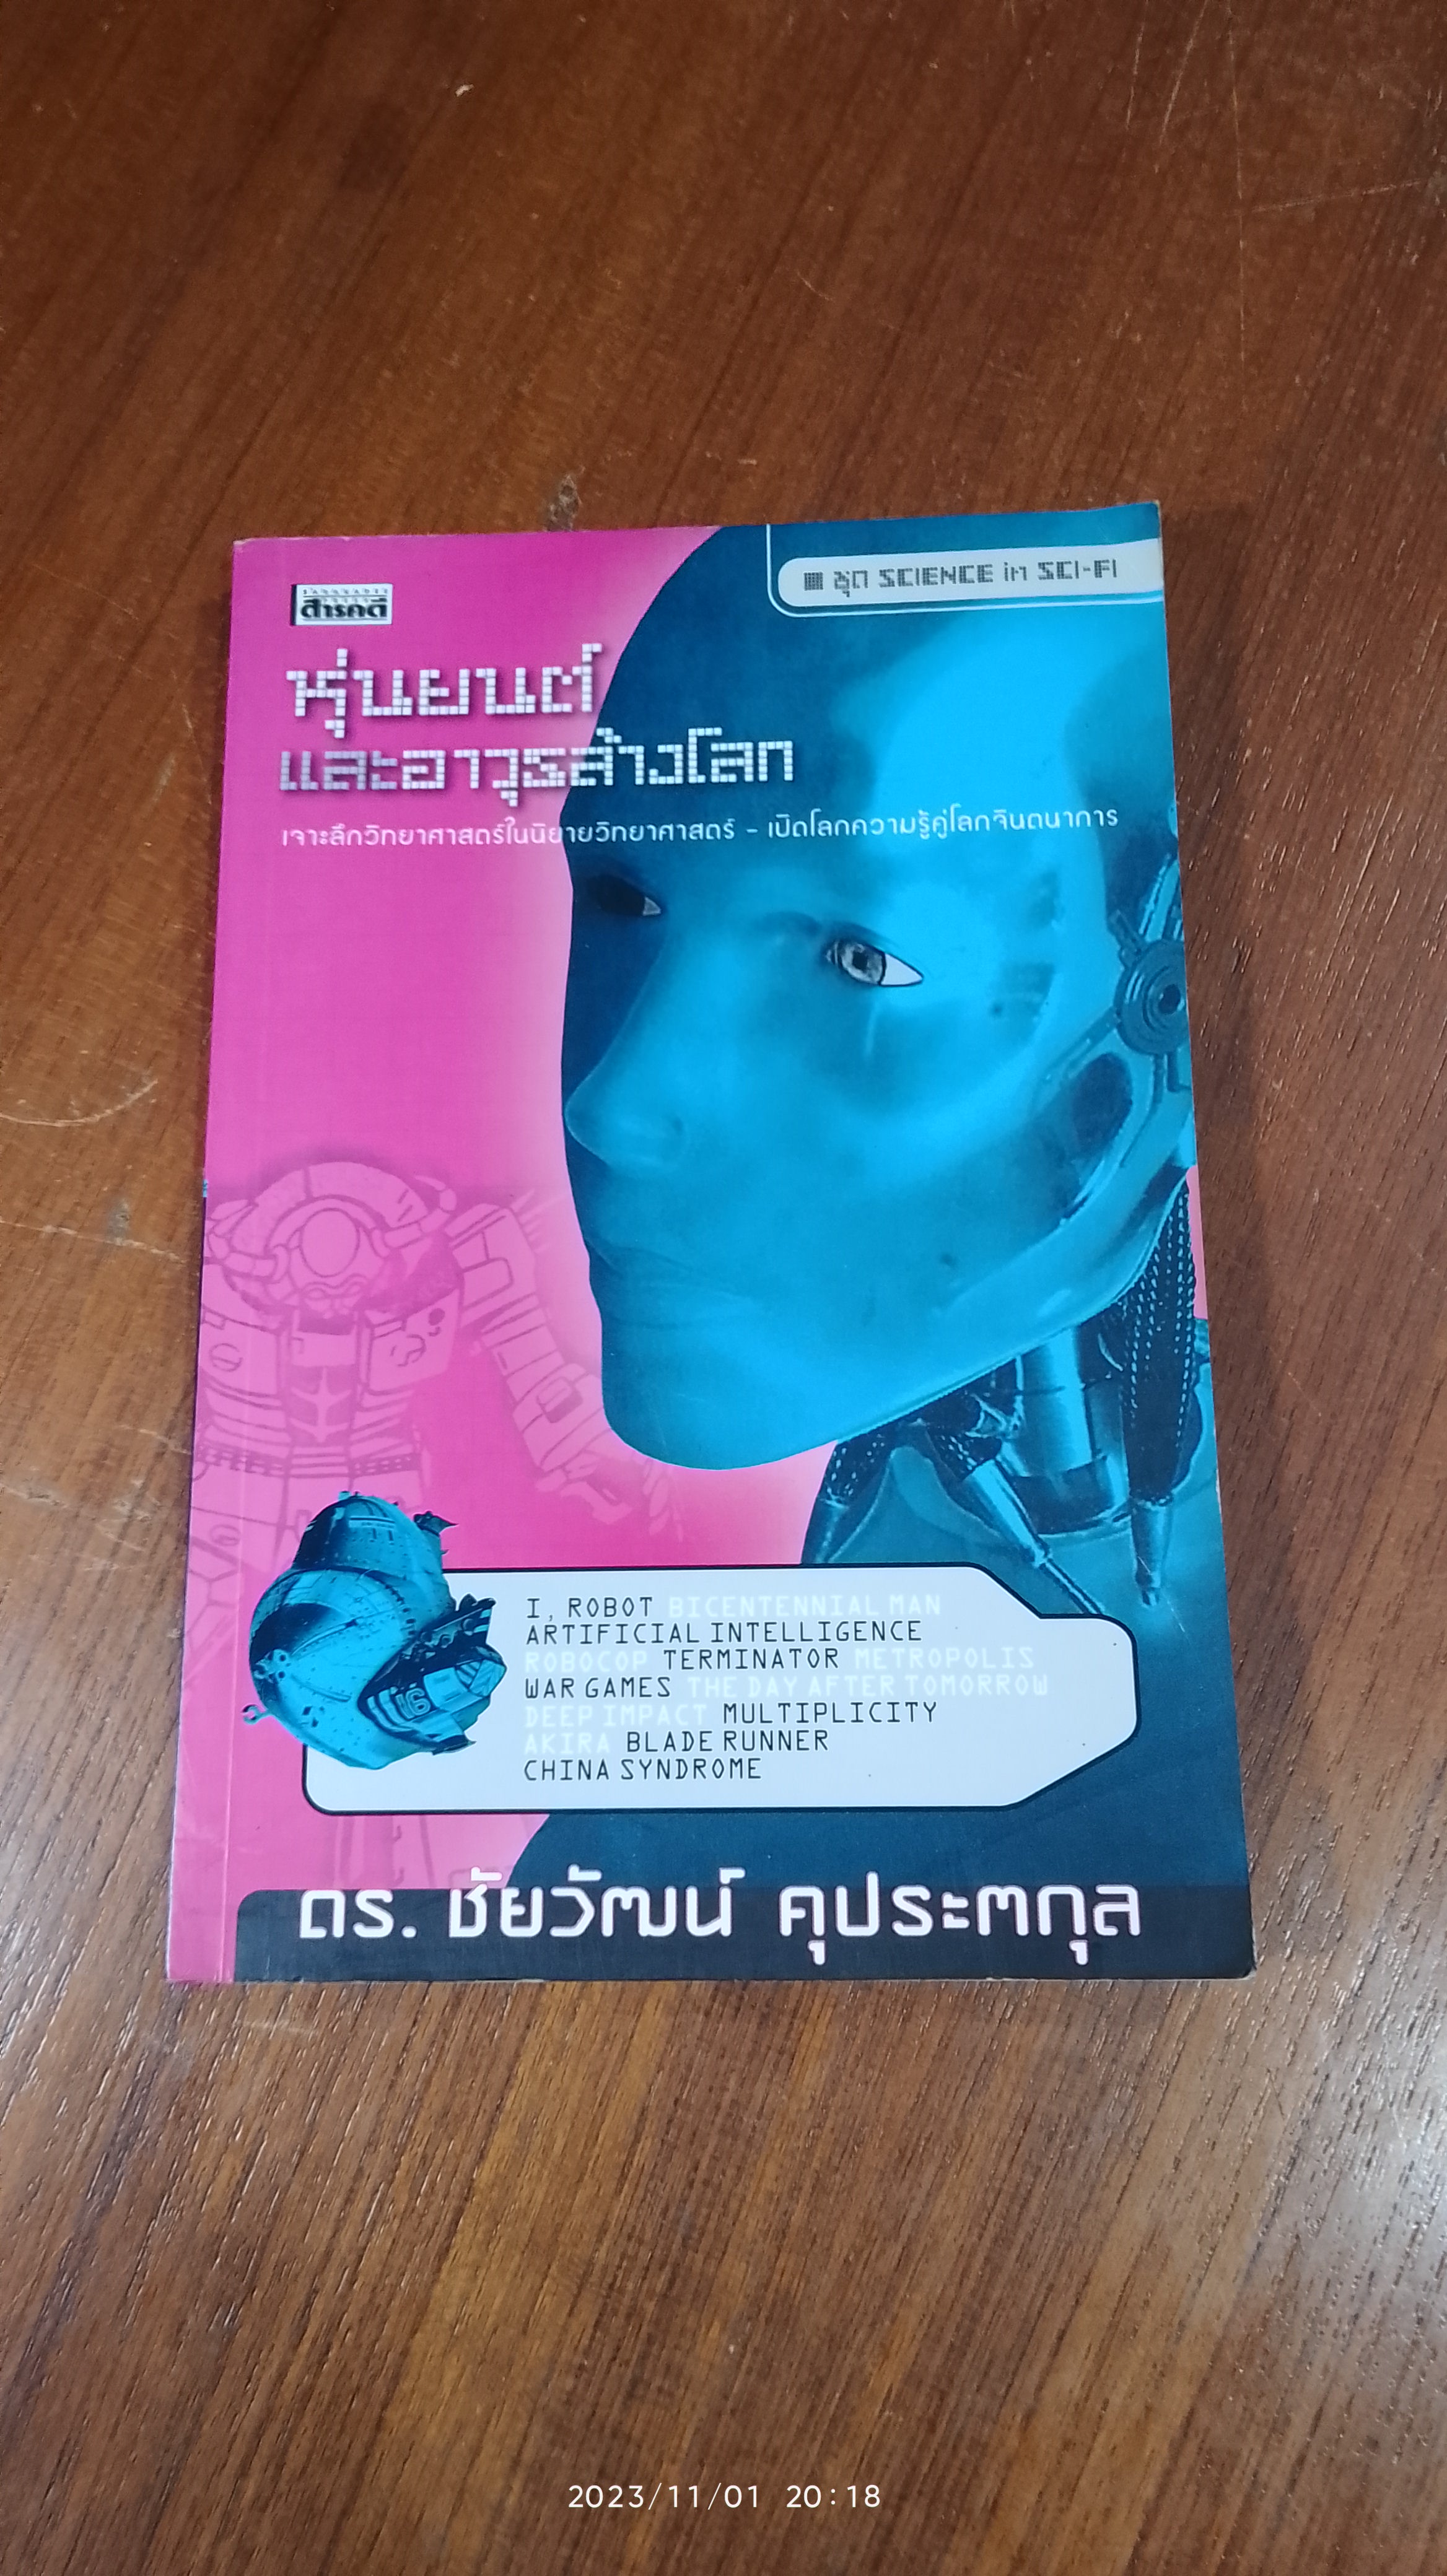 ชุด SCIENCE in SCI-FI
สารคดี
หุ่นยนต์
และอาวุธล้างโลก
เจาะลึกวิทยาศาสตร์ในนิยายวิทยาศาสตร์ - เปิดโลกความรู้คู่โลกจินตนาการ
I, ROBOT BICENTENNIAL MAN
ARTIFICIAL INTELLIGENCE
ROBOCOP TERMINATOR METROPOLIS
WAR GAMES THE DAY AFTER TOMORROW
DEEP IMPACT MULTIPLICITY
AKIRA BLADE RUNNER
CHINA SYNDROME
ดร. ชัยวัฒน์ คุประตกุล
2023/11/01 20:18